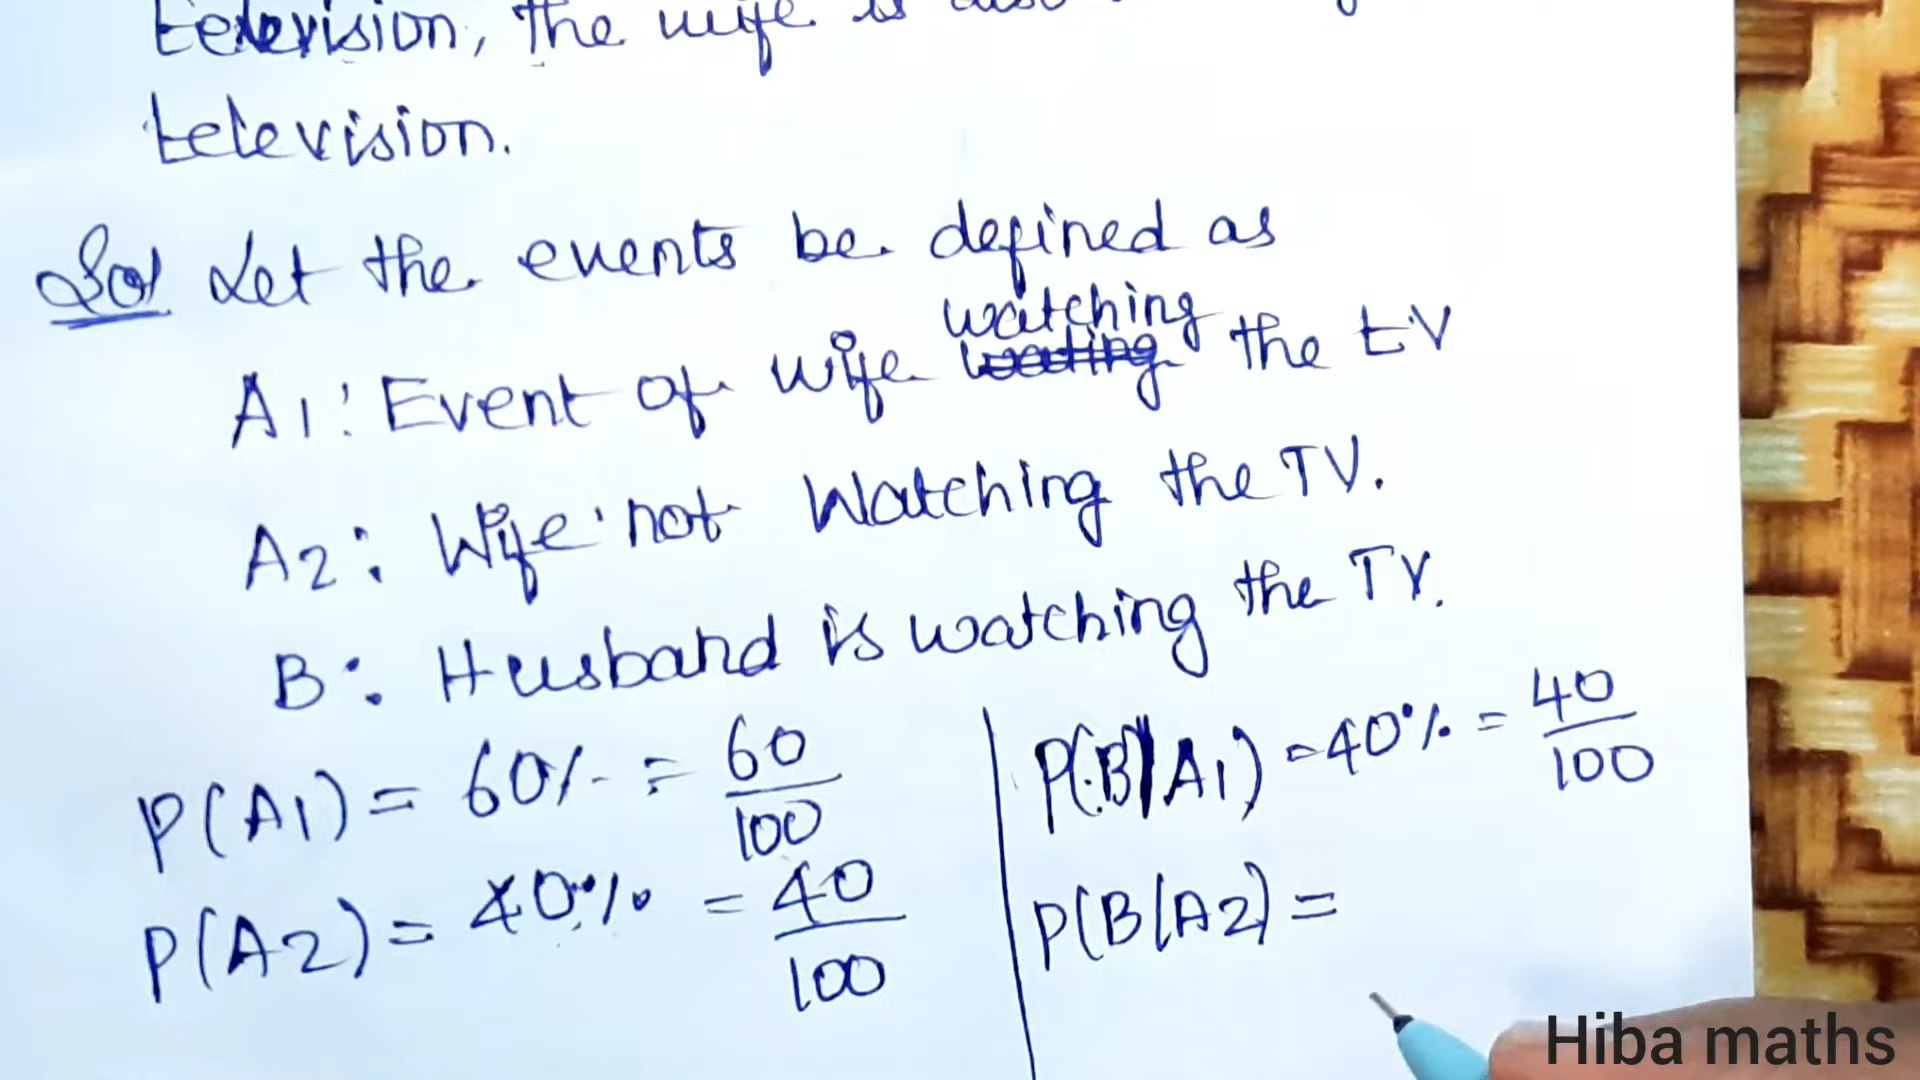 television, the wife is
television.
Sol Let the events be defined as
watching
A1: Event of wife the tV
A2: Wife not Watching the TV.
B: Husband is watching the TV.
P(A1) = 60% = 60/100
P(B|A1) = 40% = 40/100
P(A2) = 40% = 40/100
P(B|A2) =
Hiba maths